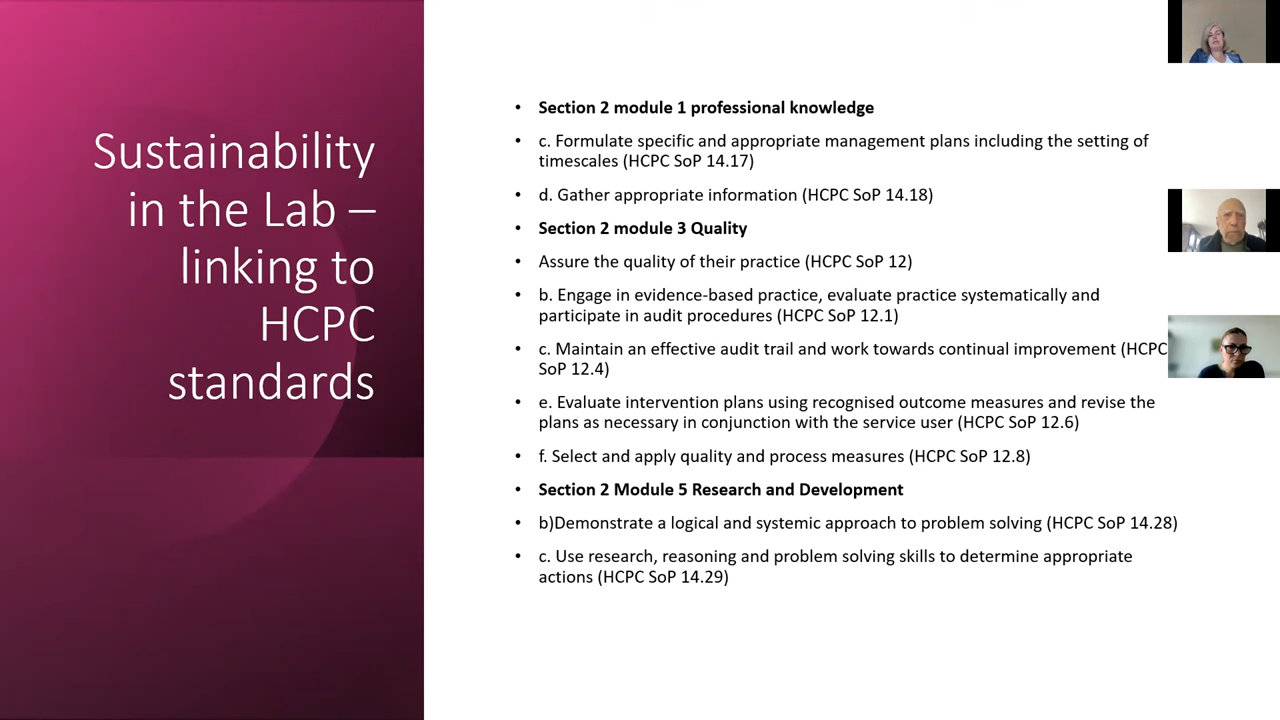 Sustainability
in the Lab –
linking to
HCPC
standards
• Section 2 module 1 professional knowledge
• c. Formulate specific and appropriate management plans including the setting of
timescales (HCPC SoP 14.17)
• d. Gather appropriate information (HCPC SoP 14.18)
• Section 2 module 3 Quality
• Assure the quality of their practice (HCPC SoP 12)
• b. Engage in evidence-based practice, evaluate practice systematically and
participate in audit procedures (HCPC SoP 12.1)
• c. Maintain an effective audit trail and work towards continual improvement (HCPC
SoP 12.4)
• e. Evaluate intervention plans using recognised outcome measures and revise the
plans as necessary in conjunction with the service user (HCPC SoP 12.6)
• f. Select and apply quality and process measures (HCPC SoP 12.8)
• Section 2 Module 5 Research and Development
• b)Demonstrate a logical and systemic approach to problem solving (HCPC SoP 14.28)
• c. Use research, reasoning and problem solving skills to determine appropriate
actions (HCPC SoP 14.29)